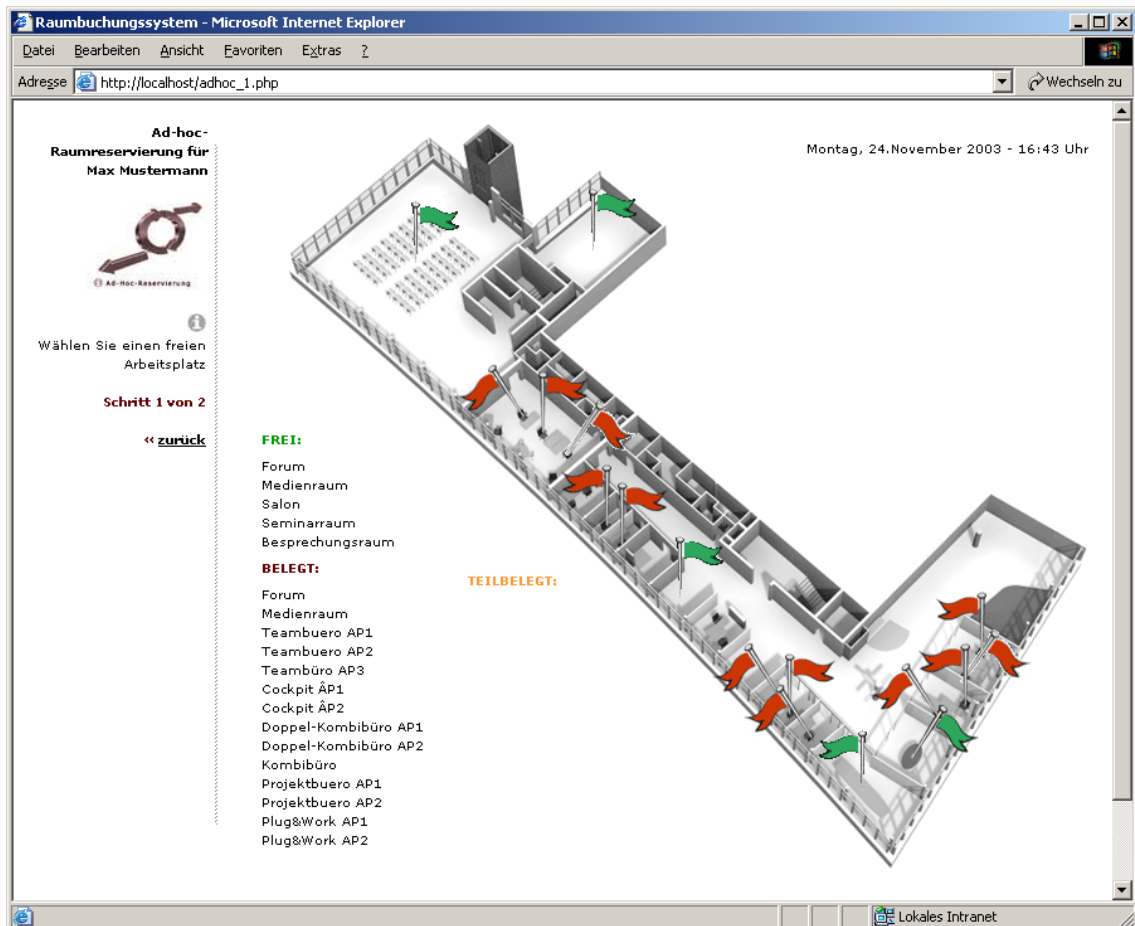 Raumbuchungssystem - Microsoft Internet Explorer
Datei Bearbeiten Ansicht Favoriten Extras ?
Adresse http://localhost/adhoc_1.php Wechseln zu
Ad-hoc-
Raumreservierung für
Max Mustermann
Montag, 24.November 2003 - 16:43 Uhr
Ad-Hoc-Reservierung
Wählen Sie einen freien
Arbeitsplatz
Schritt 1 von 2
‹‹ zurück
FREI:
Forum
Medienraum
Salon
Seminarraum
Besprechungsraum
BELEGT:
TEILBELEGT:
Forum
Medienraum
Teambuero AP1
Teambuero AP2
Teambüro AP3
Cockpit ÂP1
Cockpit ÂP2
Doppel-Kombibüro AP1
Doppel-Kombibüro AP2
Kombibüro
Projektbuero AP1
Projektbuero AP2
Plug&Work AP1
Plug&Work AP2
Lokales Intranet